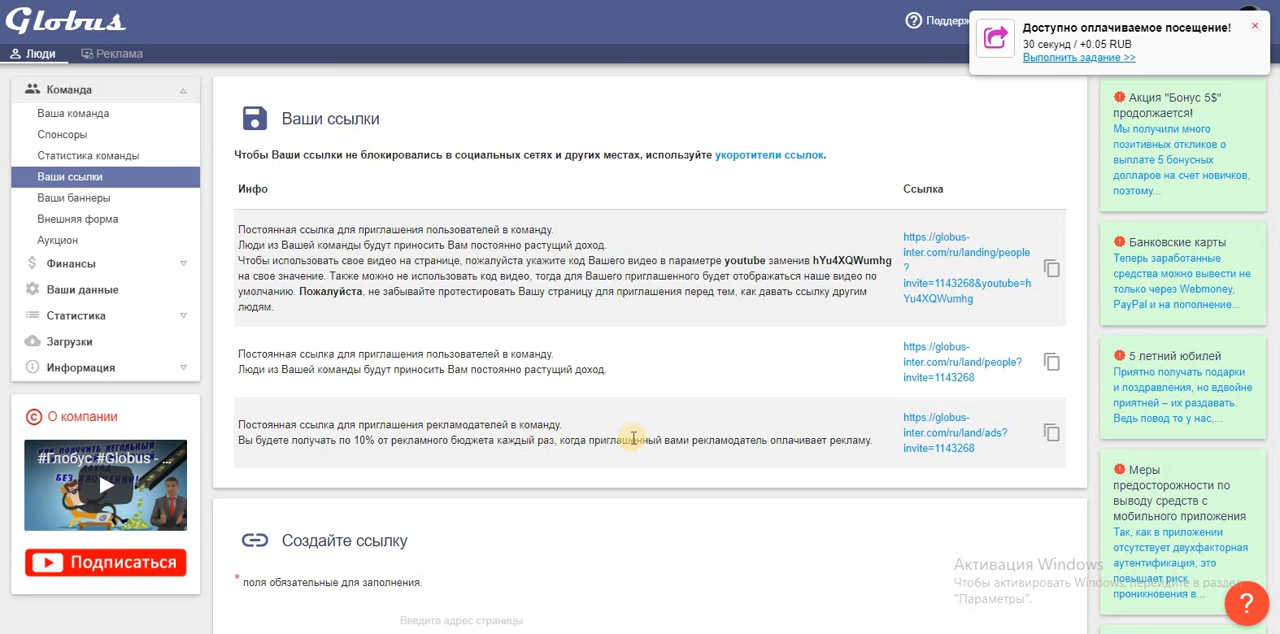 Globus
Поддерж
Люди
Реклама
Доступно оплачиваемое посещение!
30 секунд / +0.05 RUB
Выполнить задание >>
Команда
Ваша команда
Спонсоры
Статистика команды
Ваши ссылки
Ваши баннеры
Внешняя форма
Аукцион
Финансы
Ваши данные
Статистика
Загрузки
Информация
О компании
#Глобус #Globus - ...
Подписаться
Ваши ссылки
Чтобы Ваши ссылки не блокировались в социальных сетях и других местах, используйте укоротители ссылок.
Инфо
Ссылка
Постоянная ссылка для приглашения пользователей в команду.
Люди из Вашей команды будут приносить Вам постоянно растущий доход.
Чтобы использовать свое видео на странице, пожалуйста укажите код Вашего видео в параметре youtube заменив hYu4XQWumhg
на свое значение. Также можно не использовать код видео, тогда для Вашего приглашенного будет отображаться наше видео по
умолчанию. Пожалуйста, не забывайте протестировать Вашу страницу для приглашения перед тем, как давать ссылку другим
людям.
https://globus-
inter.com/ru/landing/people
?
invite=1143268&youtube=h
Yu4XQWumhg
Постоянная ссылка для приглашения пользователей в команду.
Люди из Вашей команды будут приносить Вам постоянно растущий доход.
https://globus-
inter.com/ru/land/people?
invite=1143268
Постоянная ссылка для приглашения рекламодателей в команду.
Вы будете получать по 10% от рекламного бюджета каждый раз, когда приглашенный вами рекламодатель оплачивает рекламу.
https://globus-
inter.com/ru/land/ads?
invite=1143268
Создайте ссылку
* поля обязательные для заполнения.
Введите адрес страницы
Акция "Бонус 5$"
продолжается!
Мы получили много
позитивных откликов о
выплате 5 бонусных
долларов на счет новичков,
поэтому...
Банковские карты
Теперь заработанные
средства можно вывести не
только через Webmoney,
PayPal и на пополнение...
5 летний юбилей
Приятно получать подарки
и поздравления, но вдвойне
приятней – их раздавать.
Ведь повод то у нас,...
Меры
предосторожности по
выводу средств с
мобильного приложения
Так, как в приложении
отсутствует двухфакторная
аутентификация, это
повышает риск
проникновения в...
Активация Windows
Чтобы активировать Windows, перейдите в раздел
"Параметры".
?